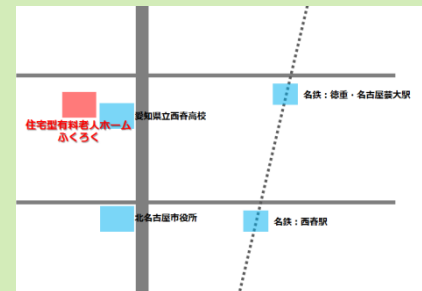 名鉄：徳重・名古屋芸大駅
愛知県立西春高校
住宅型有料老人ホーム
ふくろく
北名古屋市役所
名鉄：西春駅